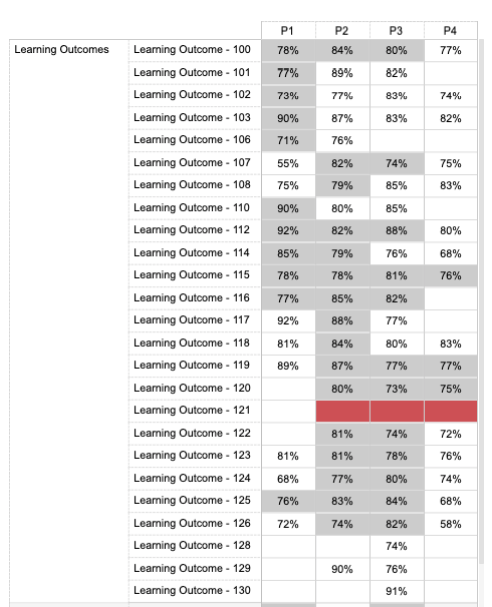 P1 P2 P3 P4
Learning Outcomes Learning Outcome - 100 78% 84% 80% 77%
Learning Outcome - 101 77% 89% 82%
Learning Outcome - 102 73% 77% 83% 74%
Learning Outcome - 103 90% 87% 83% 82%
Learning Outcome - 106 71% 76%
Learning Outcome - 107 55% 82% 74% 75%
Learning Outcome - 108 75% 79% 85% 83%
Learning Outcome - 110 90% 80% 85%
Learning Outcome - 112 92% 82% 88% 80%
Learning Outcome - 114 85% 79% 76% 68%
Learning Outcome - 115 78% 78% 81% 76%
Learning Outcome - 116 77% 85% 82%
Learning Outcome - 117 92% 88% 77%
Learning Outcome - 118 81% 84% 80% 83%
Learning Outcome - 119 89% 87% 77% 77%
Learning Outcome - 120 80% 73% 75%
Learning Outcome - 121
Learning Outcome - 122 81% 74% 72%
Learning Outcome - 123 81% 81% 78% 76%
Learning Outcome - 124 68% 77% 80% 74%
Learning Outcome - 125 76% 83% 84% 68%
Learning Outcome - 126 72% 74% 82% 58%
Learning Outcome - 128 74%
Learning Outcome - 129 90% 76%
Learning Outcome - 130 91%